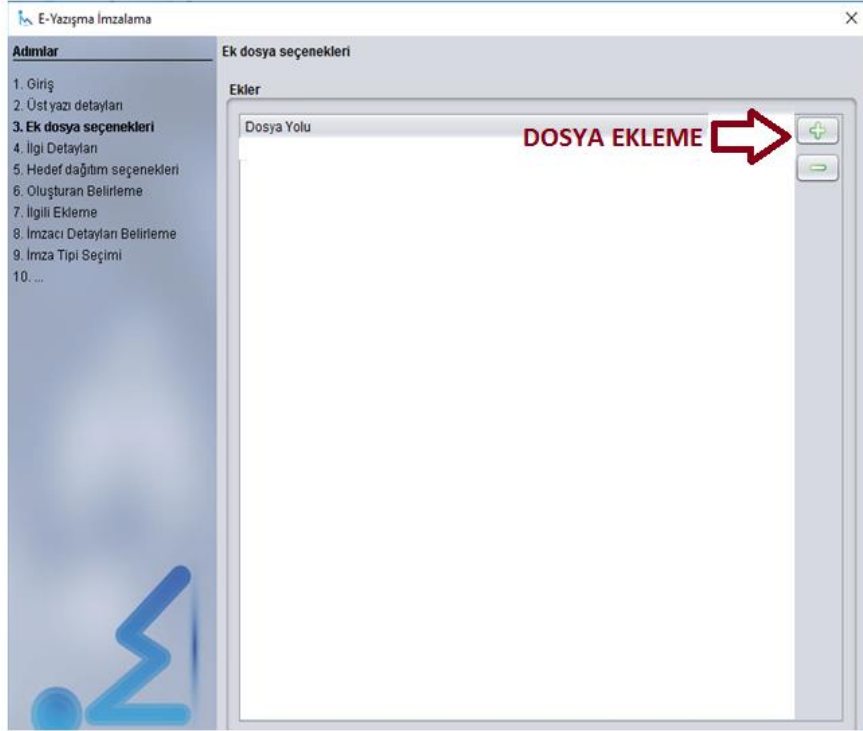 E-Yazışma İmzalama
Adımlar
1. Giriş
2. Üst yazı detayları
3. Ek dosya seçenekleri
4. İlgi Detayları
5. Hedef dağıtım seçenekleri
6. Oluşturan Belirleme
7. İlgili Ekleme
8. İmzacı Detayları Belirleme
9. İmza Tipi Seçimi
10. ...
Ek dosya seçenekleri
Ekler
Dosya Yolu
DOSYA EKLEME